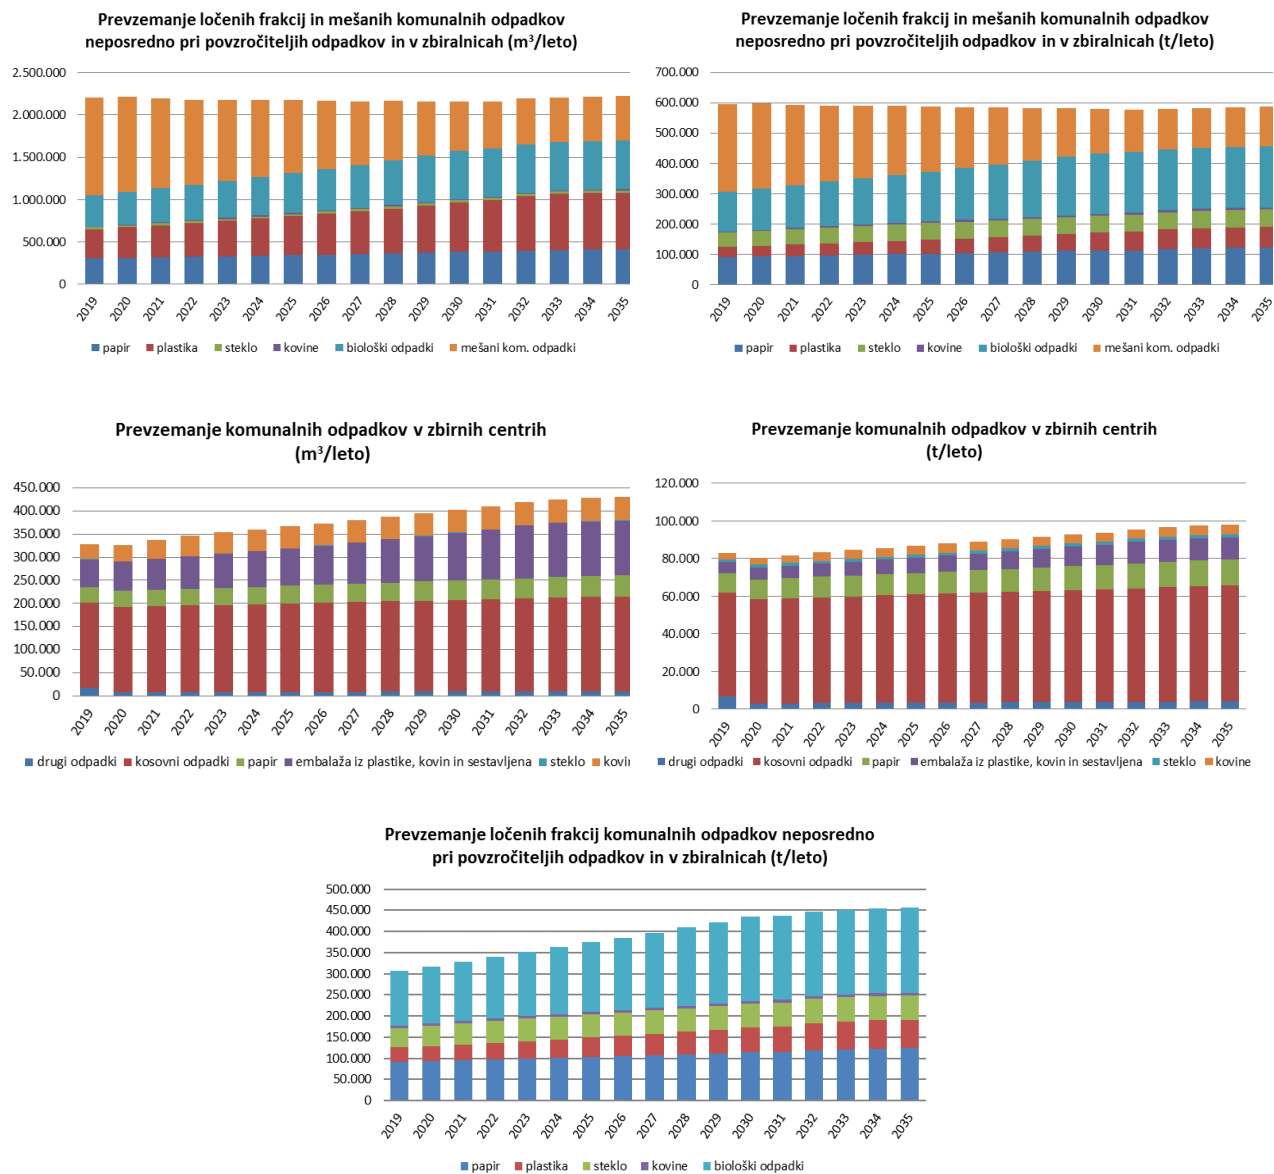 Prevzemanje ločenih frakcij in mešanih komunalnih odpadkov
neposredno pri povzročiteljih odpadkov in v zbiralnicah (m³/leto)
2.500.000
2.000.000
1.500.000
1.000.000
500.000
0
2019 2020 2021 2022 2023 2024 2025 2026 2027 2028 2029 2030 2031 2032 2033 2034 2035
papir plastika steklo kovine biološki odpadki mešani kom. odpadki
Prevzemanje ločenih frakcij in mešanih komunalnih odpadkov
neposredno pri povzročiteljih odpadkov in v zbiralnicah (t/leto)
700.000
600.000
500.000
400.000
300.000
200.000
100.000
0
2019 2020 2021 2022 2023 2024 2025 2026 2027 2028 2029 2030 2031 2032 2033 2034 2035
papir plastika steklo kovine biološki odpadki mešani kom. odpadki
Prevzemanje komunalnih odpadkov v zbirnih centrih
(m³/leto)
450.000
400.000
350.000
300.000
250.000
200.000
150.000
100.000
50.000
0
2019 2020 2021 2022 2023 2024 2025 2026 2027 2028 2029 2030 2031 2032 2033 2034 2035
drugi odpadki kosovni odpadki papir embalaža iz plastike, kovin in sestavljena steklo kovin
Prevzemanje komunalnih odpadkov v zbirnih centrih
(t/leto)
120.000
100.000
80.000
60.000
40.000
20.000
0
2019 2020 2021 2022 2023 2024 2025 2026 2027 2028 2029 2030 2031 2032 2033 2034 2035
drugi odpadki kosovni odpadki papir embalaža iz plastike, kovin in sestavljena steklo kovine
Prevzemanje ločenih frakcij komunalnih odpadkov neposredno
pri povzročiteljih odpadkov in v zbiralnicah (t/leto)
500.000
450.000
400.000
350.000
300.000
250.000
200.000
150.000
100.000
50.000
0
2019 2020 2021 2022 2023 2024 2025 2026 2027 2028 2029 2030 2031 2032 2033 2034 2035
papir plastika steklo kovine biološki odpadki